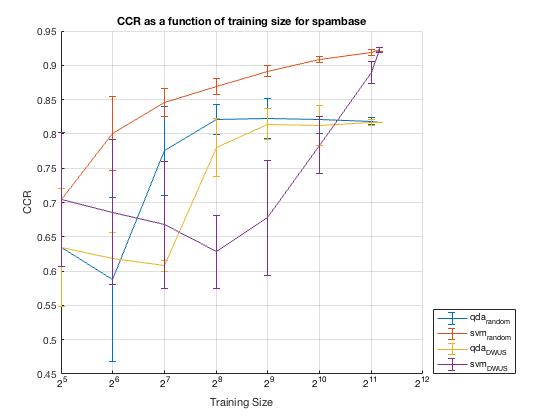 CCR as a function of training size for spambase
0.95
0.9
0.85
0.8
0.75
0.7
0.65
0.6
0.55
0.5
0.45
CCR
2^5 2^6 2^7 2^8 2^9 2^10 2^11 2^12
Training Size
qda_random
svm_random
qda_DWUS
svm_DWUS